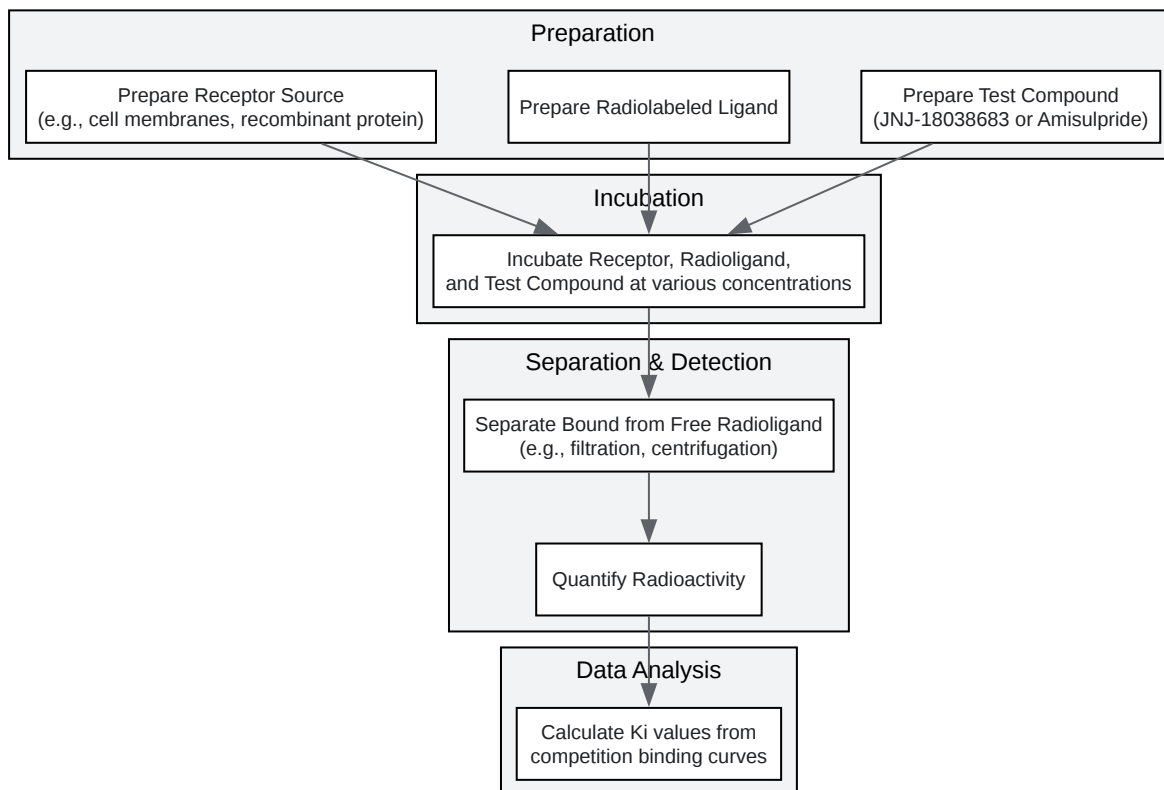 Preparation
Prepare Receptor Source
(e.g., cell membranes, recombinant protein)
Prepare Radiolabeled Ligand
Prepare Test Compound
(JNJ-18038683 or Amisulpride)
Incubation
Incubate Receptor, Radioligand,
and Test Compound at various concentrations
Separation & Detection
Separate Bound from Free Radioligand
(e.g., filtration, centrifugation)
Quantify Radioactivity
Data Analysis
Calculate Ki values from
competition binding curves